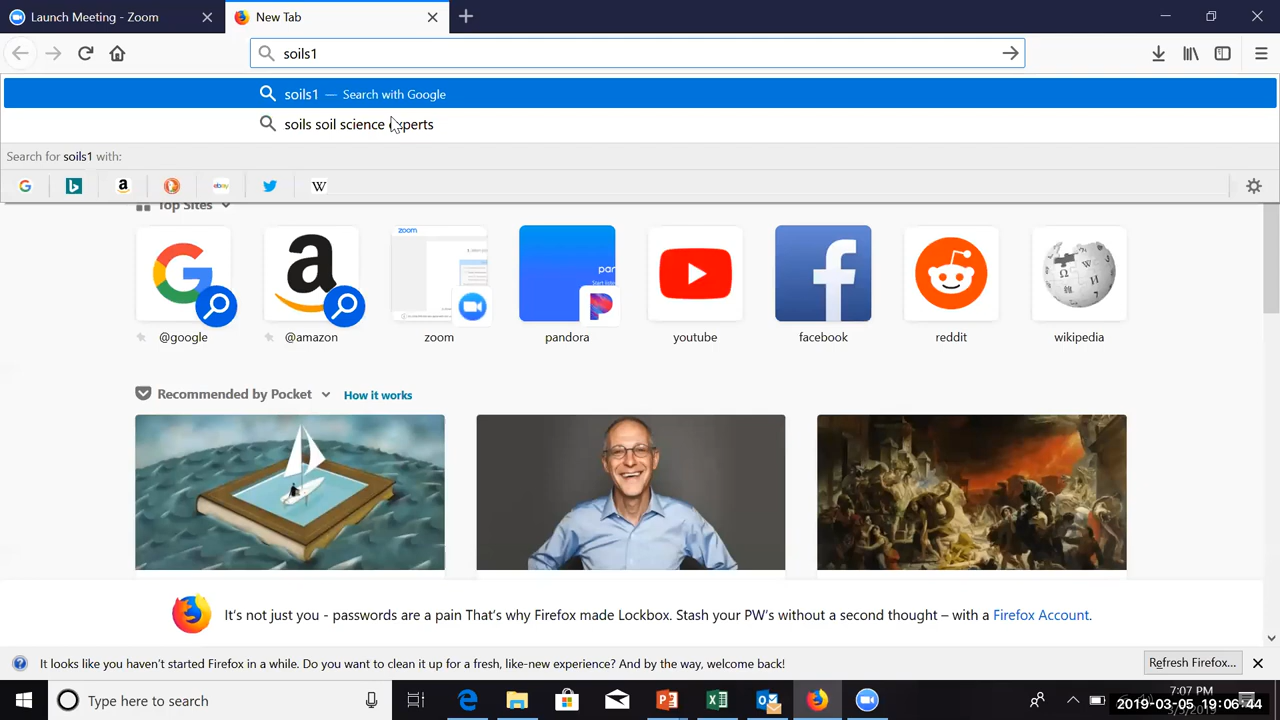 Launch Meeting - Zoom
New Tab
soils1
soils1 — Search with Google
soils soil science experts
Search for soils1 with:
ebay
W
Top Sites
zoom
pan
@google
@amazon
zoom
pandora
youtube
facebook
reddit
wikipedia
Recommended by Pocket
How it works
It's not just you - passwords are a pain That's why Firefox made Lockbox. Stash your PW's without a second thought – with a Firefox Account.
It looks like you haven't started Firefox in a while. Do you want to clean it up for a fresh, like-new experience? And by the way, welcome back!
Refresh Firefox...
Type here to search
7:07 PM
2019-03-05 19:06:44